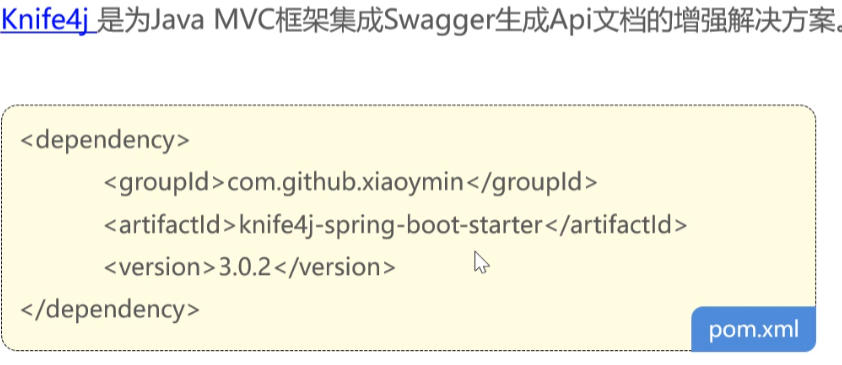 Knife4j 是为Java MVC框架集成Swagger生成Api文档的增强解决方案。
<dependency>
<groupId>com.github.xiaoymin</groupId>
<artifactId>knife4j-spring-boot-starter</artifactId>
<version>3.0.2</version>
</dependency>
pom.xml